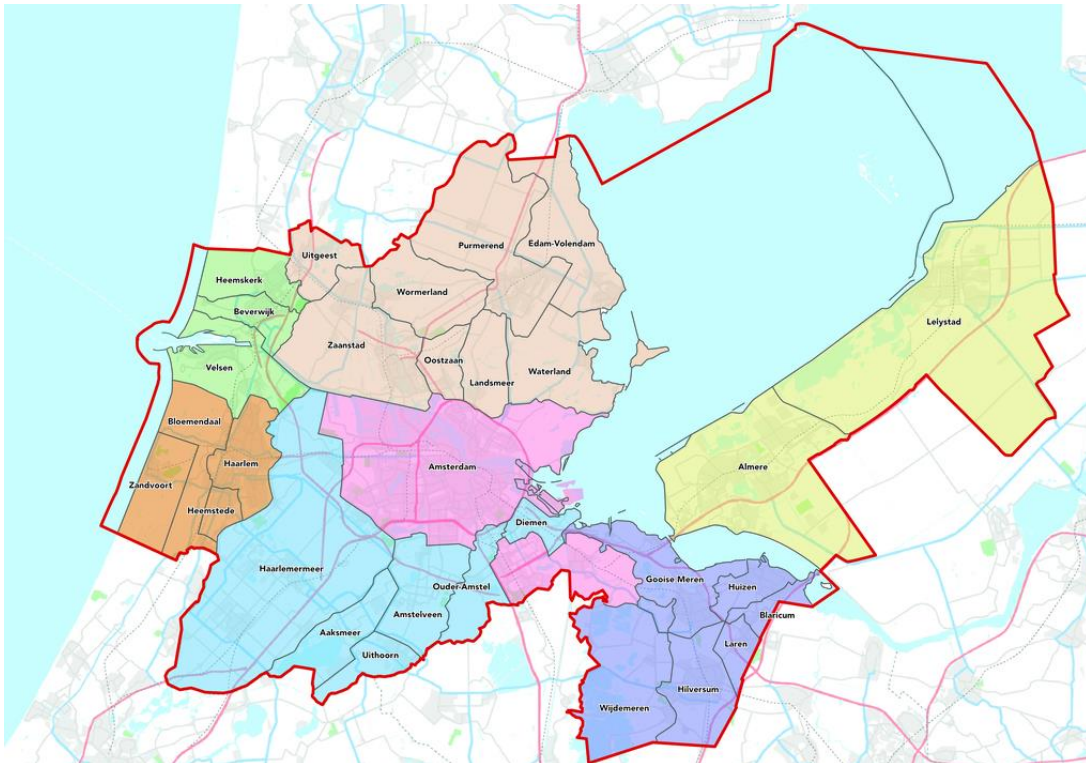 Edam-Volendam
Purmerend
Uitgeest
Heemskerk
Wormerland
Beverwijk
Lelystad
Zaanstad
Oostzaan
Velsen
Waterland
Landsmeer
Bloemendaal
Haarlem
Amsterdam
Almere
Zandvoort
Heemstede
Diemen
Haarlemermeer
Gooise Meren
Ouder-Amstel
Huizen
Amstelveen
Blaricum
Aaksmeer
Laren
Uithoorn
Hilversum
Wijdemeren